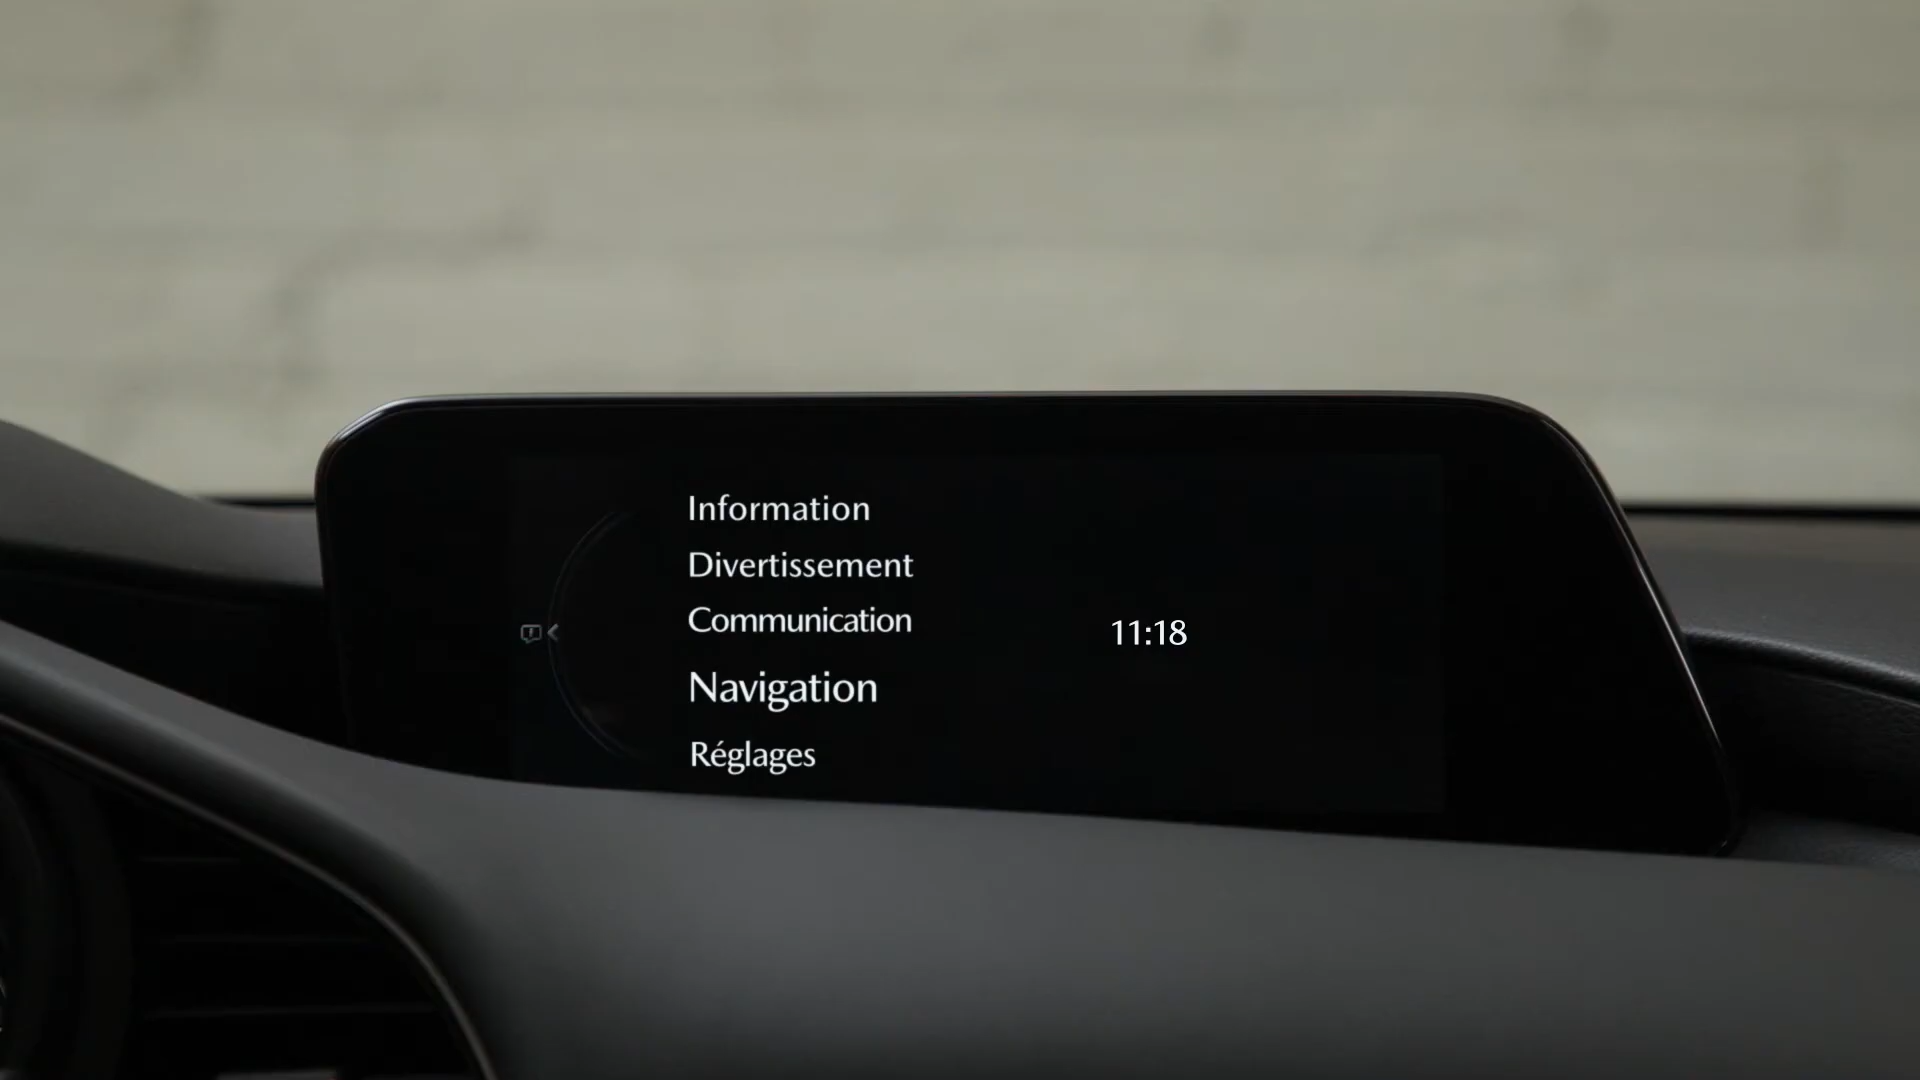 Information
Divertissement
Communication
11:18
Navigation
Réglages